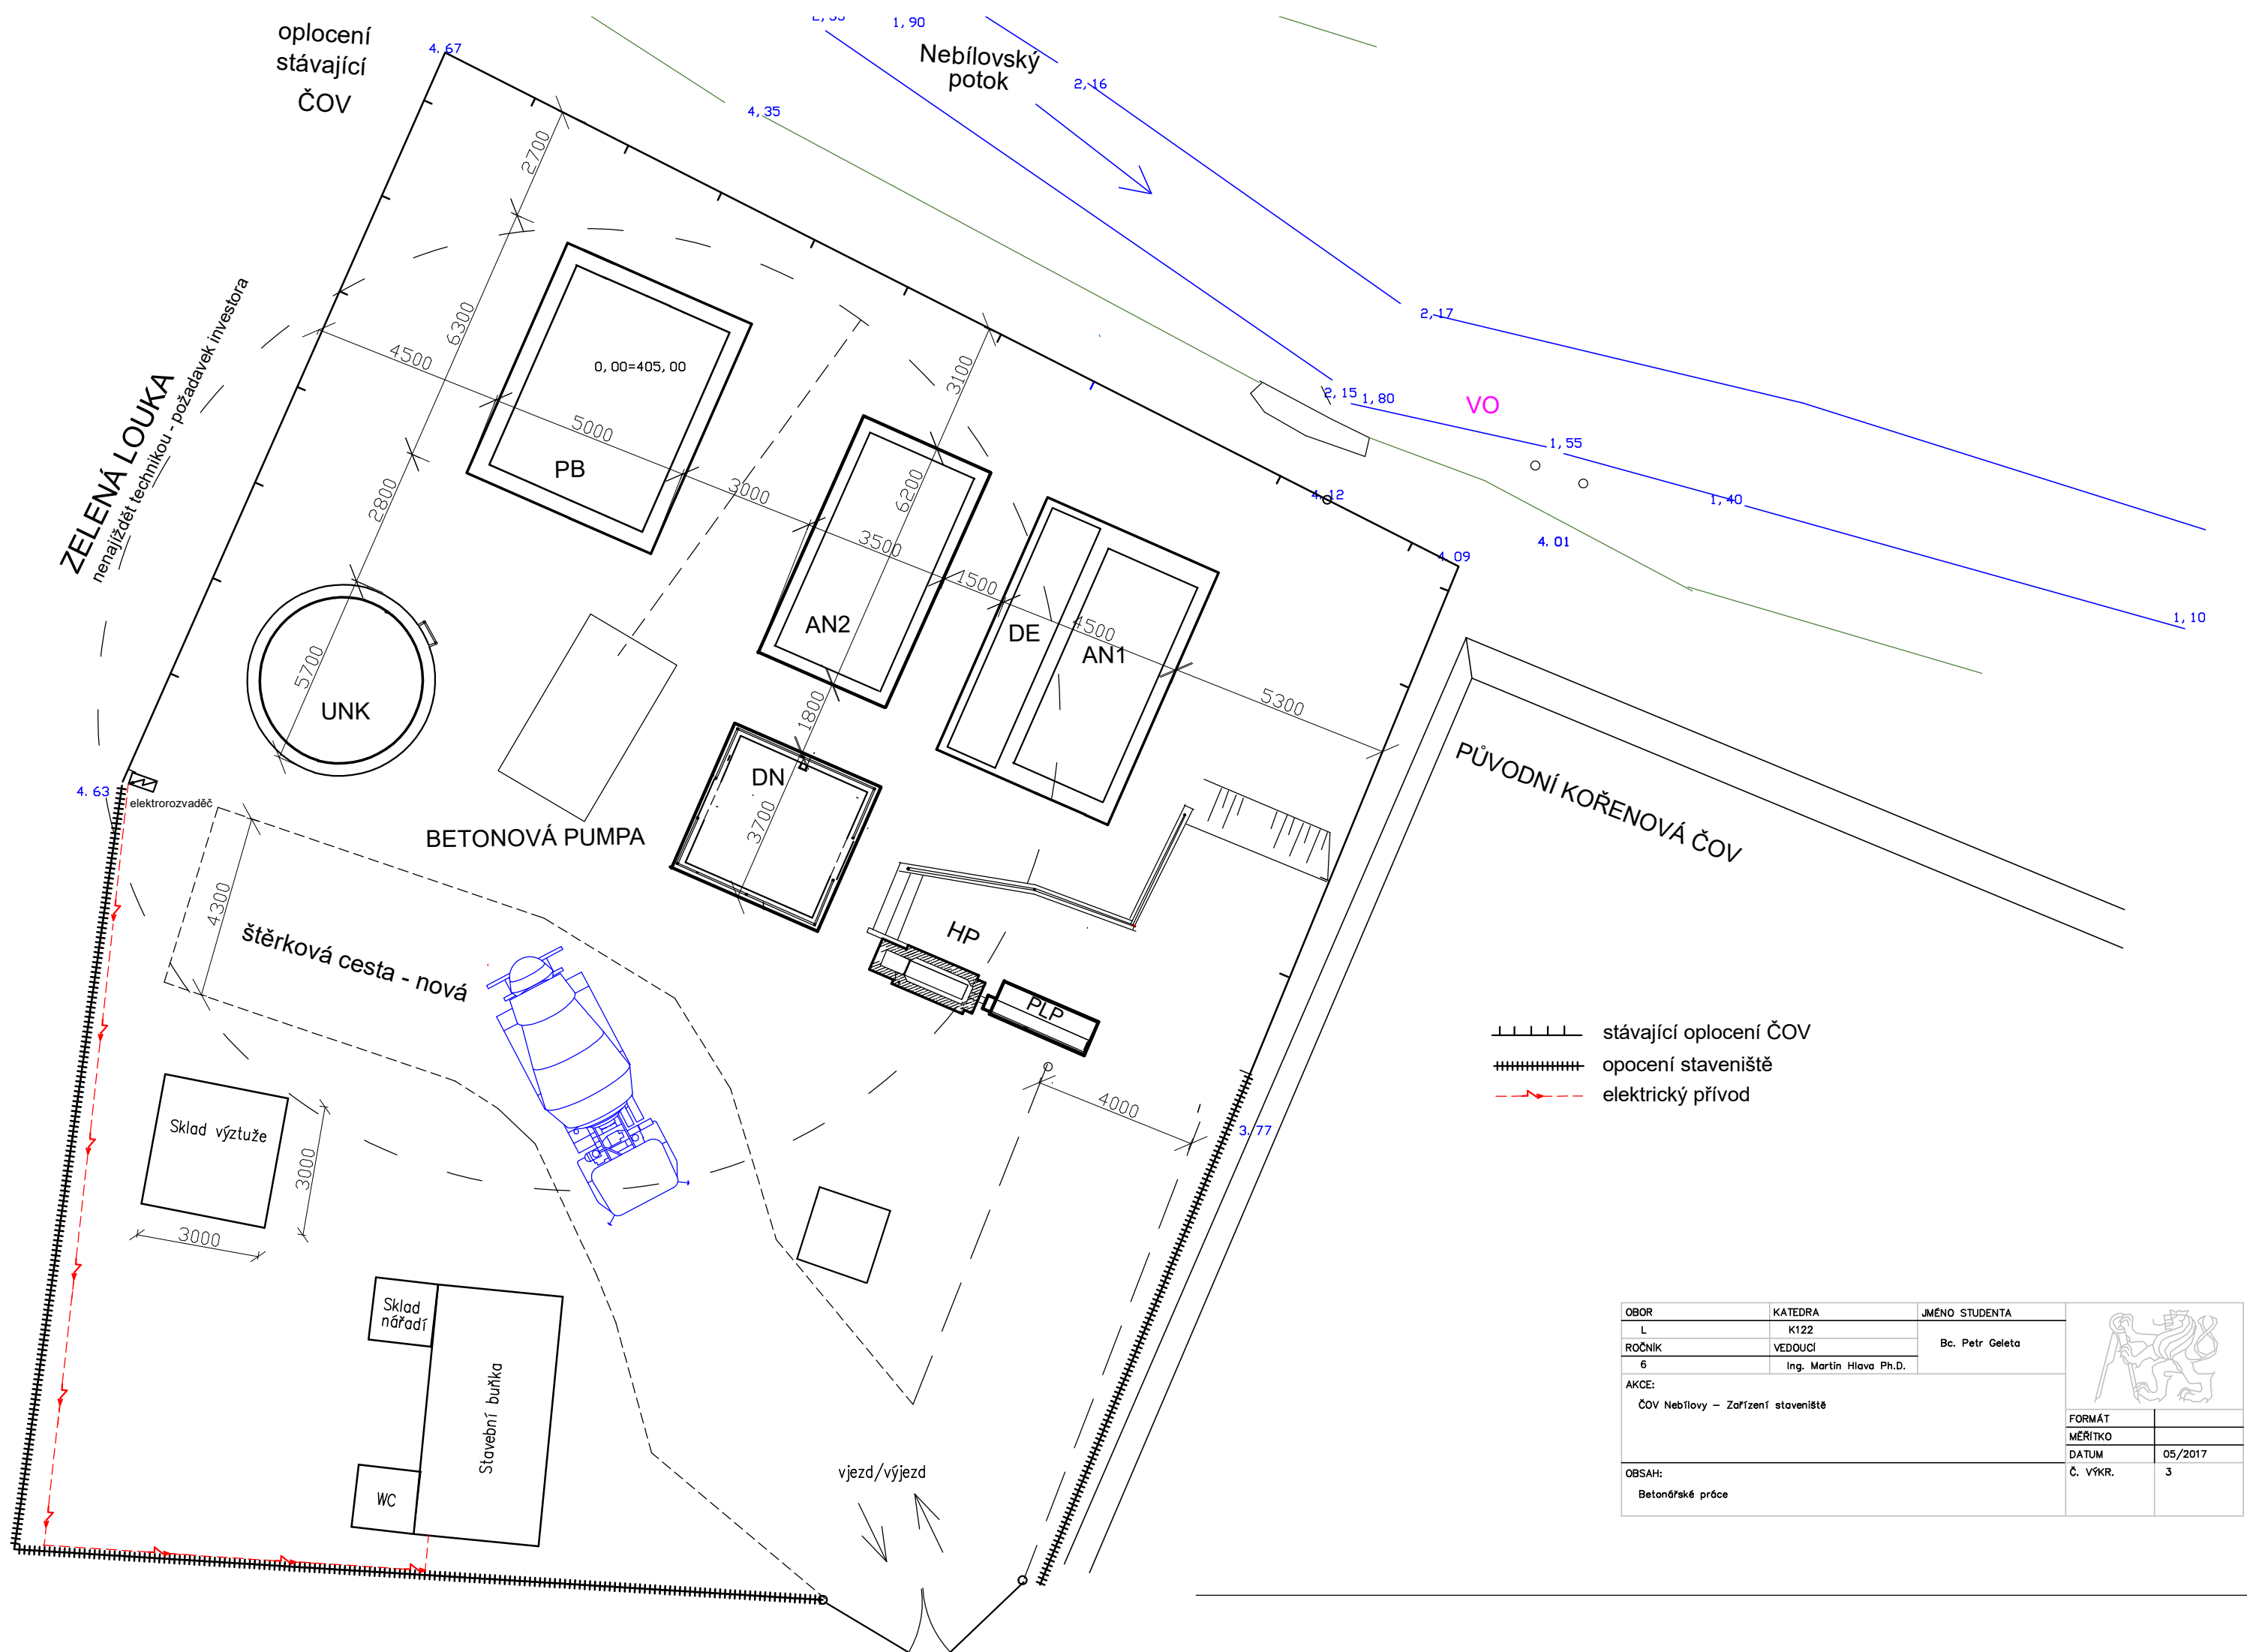 oplocení
stávající
ČOV
4.67
1,90
Nebílovský
potok
2,16
4,35
2700
6300
4500
0,00=405,00
5000
PB
3000
3100
2,17
2,15
1,80
VO
1,55
1,40
4.12
4.09
4.01
1,10
ZELENÁ LOUKA
nenajíždět technikou - požadavek investora
2800
6200
3500
1500
AN2
DE
4500
AN1
5300
5700
UNK
1800
DN
3700
PŮVODNÍ KOŘENOVÁ ČOV
4.63
elektrorozvaděč
BETONOVÁ PUMPA
4300
štěrková cesta - nová
HP
PLP
4000
3.77
stávající oplocení ČOV
opocení staveniště
elektrický přívod
Sklad výztuže
3000
3000
Sklad
nářadí
Stavební buňka
WC
vjezd/výjezd
OBOR
KATEDRA
JMÉNO STUDENTA
L
K122
Bc. Petr Geleta
ROČNÍK
VEDOUCÍ
6
Ing. Martin Hlava Ph.D.
AKCE:
ČOV Nebílovy – Zařízení staveniště
FORMÁT
MĚŘÍTKO
DATUM
05/2017
OBSAH:
Č. VÝKR.
3
Betonářské práce